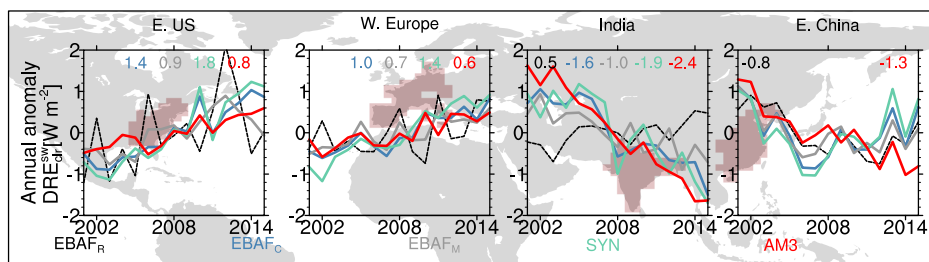 E. US W. Europe India E. China
Annual anomaly
DRE^sw_clr [W m⁻²]
2 2 2 2
1.4 0.9 1.8 0.8 1.0 0.7 1.4 0.6 0.5 -1.6 -1.0 -1.9 -2.4 -0.8 -1.3
1 1 1 1
0 0 0 0
-1 -1 -1 -1
-2 -2 -2 -2
2002 2008 2014 2002 2008 2014 2002 2008 2014 2002 2008 2014
EBAF_R EBAF_C EBAF_M SYN AM3